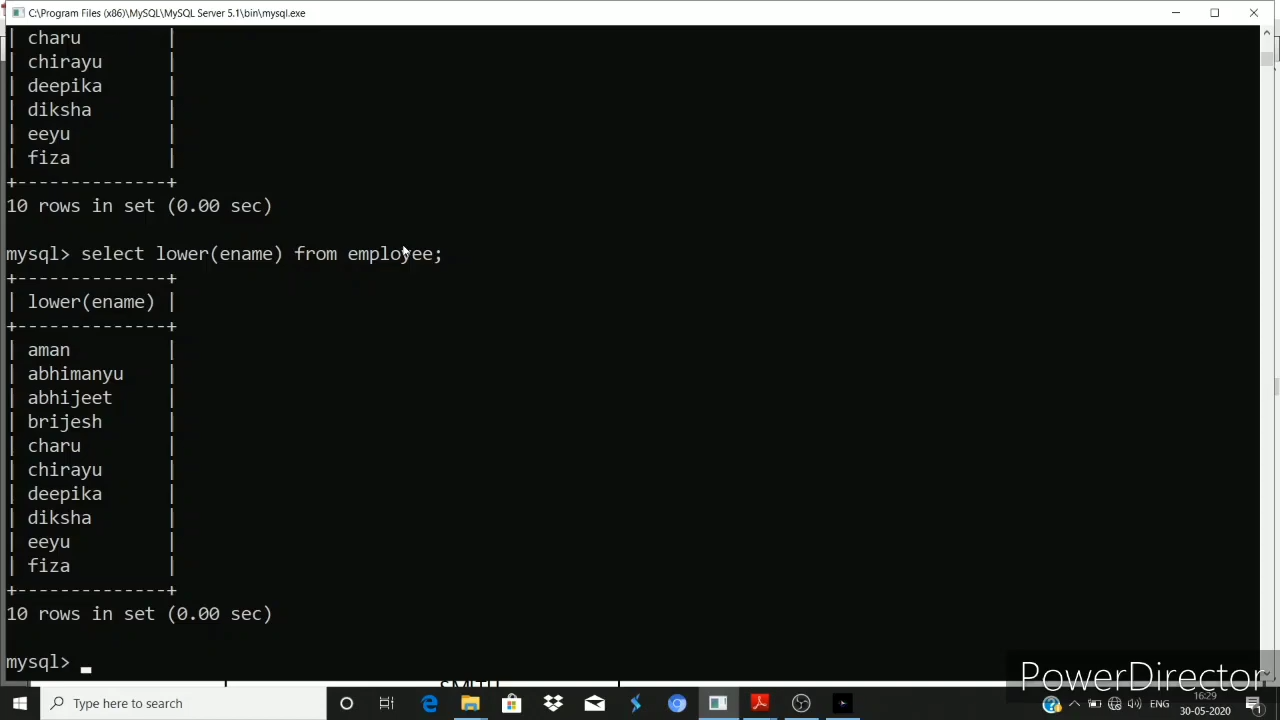 C:\Program Files (x86)\MySQL\MySQL Server 5.1\bin\mysql.exe
| charu |
| chirayu |
| deepika |
| diksha |
| eeyu |
| fiza |
+--------------+
10 rows in set (0.00 sec)
mysql> select lower(ename) from employee;
+--------------+
| lower(ename) |
+--------------+
| aman |
| abhimanyu |
| abhijeet |
| brijesh |
| charu |
| chirayu |
| deepika |
| diksha |
| eeyu |
| fiza |
+--------------+
10 rows in set (0.00 sec)
mysql> _
PowerDirector
Type here to search
ENG
16:29
30-05-2020